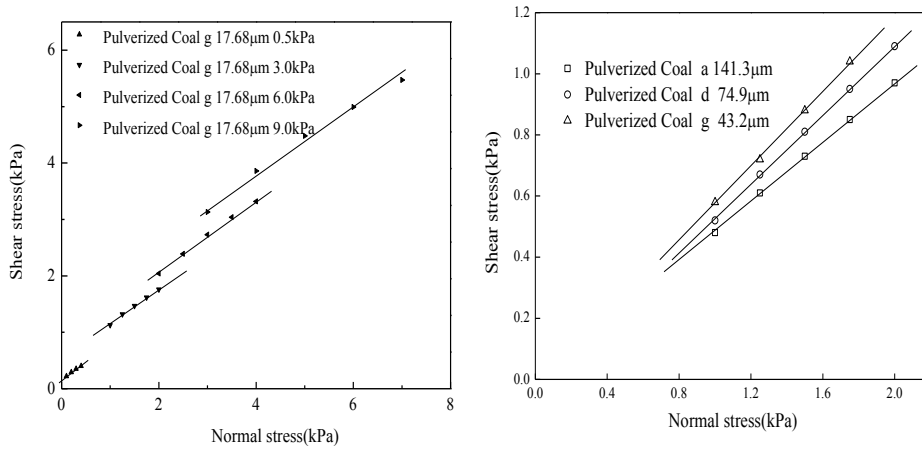 Pulverized Coal g 17.68μm 0.5kPa
Pulverized Coal g 17.68μm 3.0kPa
Pulverized Coal g 17.68μm 6.0kPa
Pulverized Coal g 17.68μm 9.0kPa
6
4
2
0
0
2
4
6
8
Shear stress(kPa)
Normal stress(kPa)
Pulverized Coal a 141.3μm
Pulverized Coal d 74.9μm
Pulverized Coal g 43.2μm
1.2
1.0
0.8
0.6
0.4
0.2
0.0
0.0
0.4
0.8
1.2
1.6
2.0
Shear stress(kPa)
Normal stress(kPa)